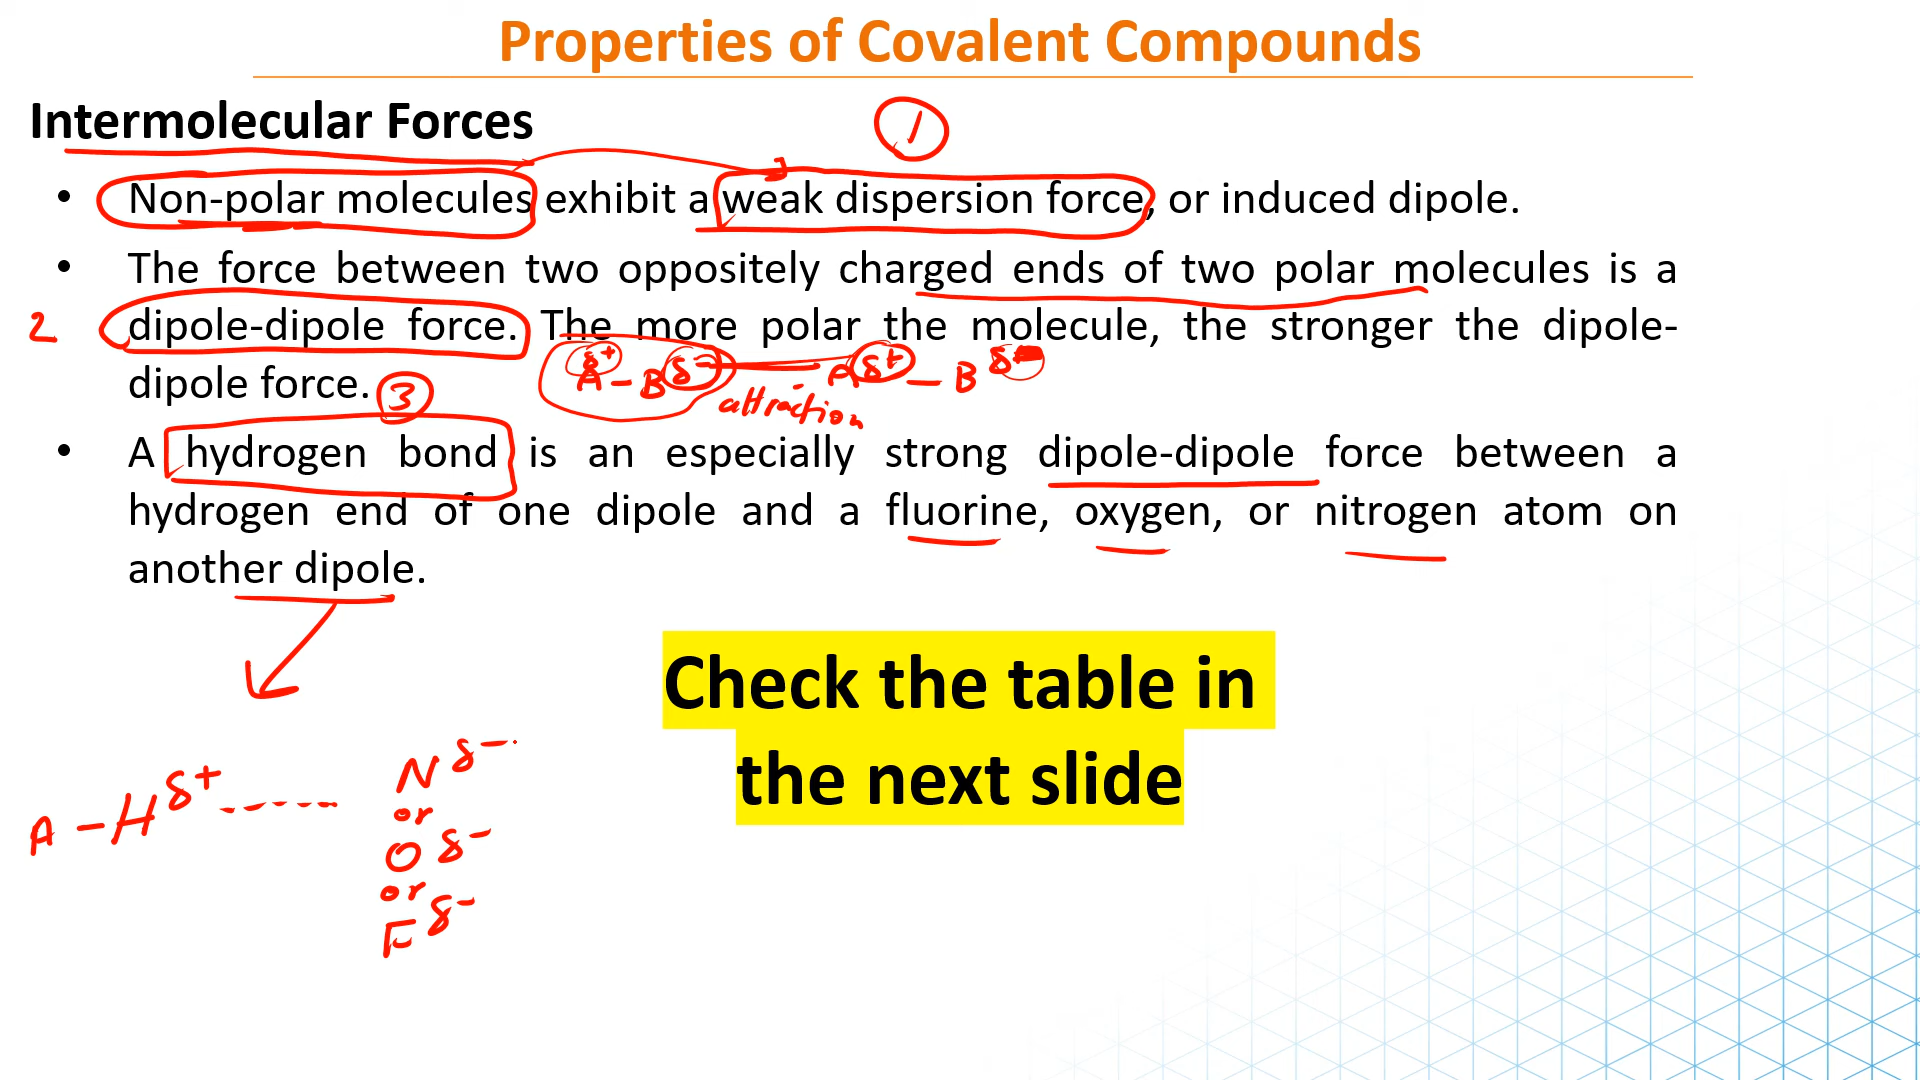 Properties of Covalent Compounds
Intermolecular Forces
1
• Non-polar molecules exhibit a weak dispersion force, or induced dipole.
• The force between two oppositely charged ends of two polar molecules is a
2 dipole-dipole force. The more polar the molecule, the stronger the dipole-
dipole force.
δ+ A – B δ– A δ+ – B δ–
attraction
3
• A hydrogen bond is an especially strong dipole-dipole force between a
hydrogen end of one dipole and a fluorine, oxygen, or nitrogen atom on
another dipole.
Check the table in
the next slide
A – H δ+ ------
N δ–
or
O δ–
or
F δ–